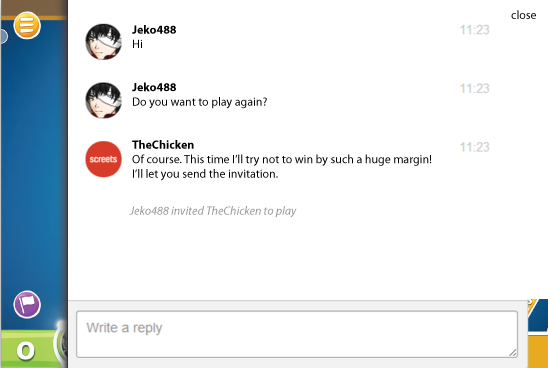 close
Jeko488
11:23
Hi
Jeko488
11:23
Do you want to play again?
screets
TheChicken
11:23
Of course. This time I'll try not to win by such a huge margin!
I'll let you send the invitation.
Jeko488 invited TheChicken to play
Write a reply
0